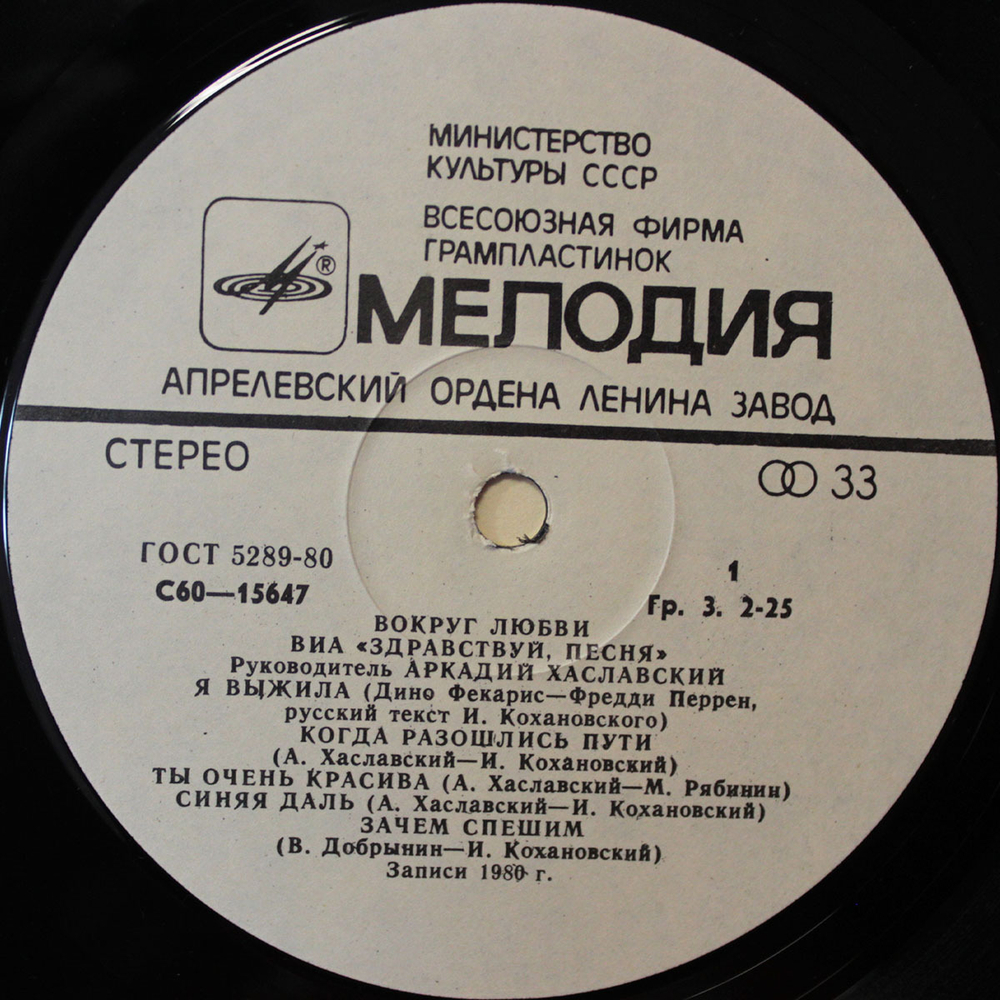 МИНИСТЕРСТВО
КУЛЬТУРЫ СССР
ВСЕСОЮЗНАЯ ФИРМА
ГРАМПЛАСТИНОК
®
МЕЛОДИЯ
АПРЕЛЕВСКИЙ ОРДЕНА ЛЕНИНА ЗАВОД
СТЕРЕО
33
ГОСТ 5289-80
С60—15647
1
Гр. 3. 2-25
ВОКРУГ ЛЮБВИ
ВИА «ЗДРАВСТВУЙ, ПЕСНЯ»
Руководитель АРКАДИЙ ХАСЛАВСКИЙ
Я ВЫЖИЛА (Дино Фекарис—Фредди Перрен,
русский текст И. Кохановского)
КОГДА РАЗОШЛИСЬ ПУТИ
(А. Хаславский—И. Кохановский)
ТЫ ОЧЕНЬ КРАСИВА (А. Хаславский—М. Рябинин)
СИНЯЯ ДАЛЬ (А. Хаславский—И. Кохановский)
ЗАЧЕМ СПЕШИМ
(В. Добрынин—И. Кохановский)
Записи 1980 г.